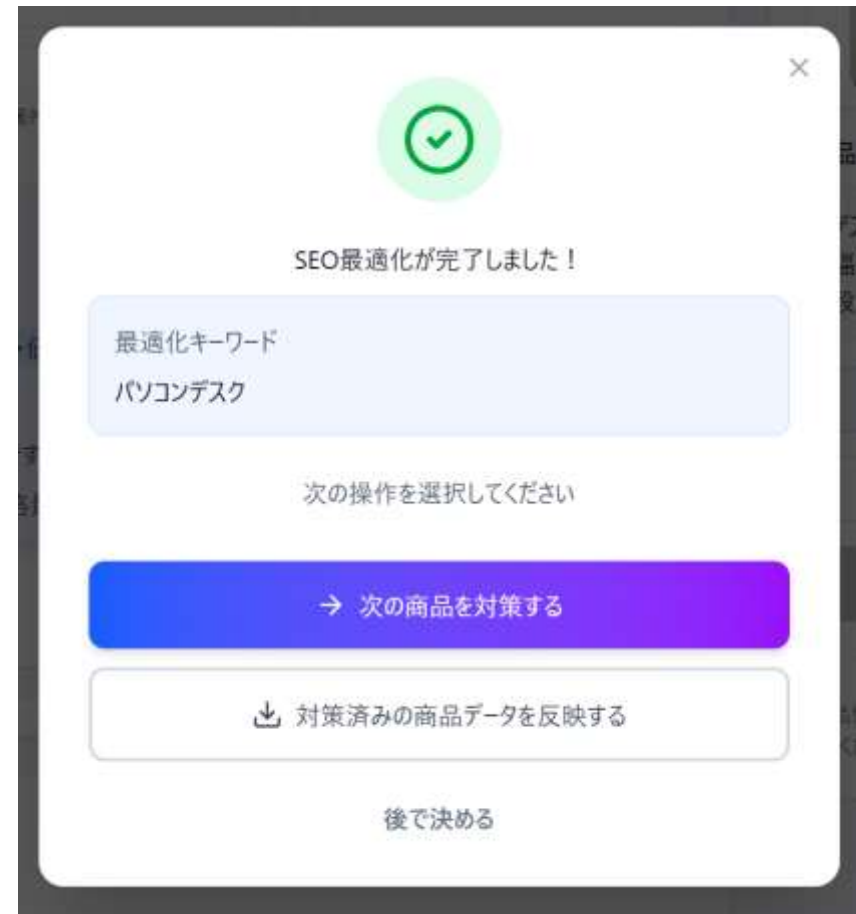 SEO最適化が完了しました！
最適化キーワード
パソコンデスク
次の操作を選択してください
→ 次の商品を対策する
対策済みの商品データを反映する
後で決める